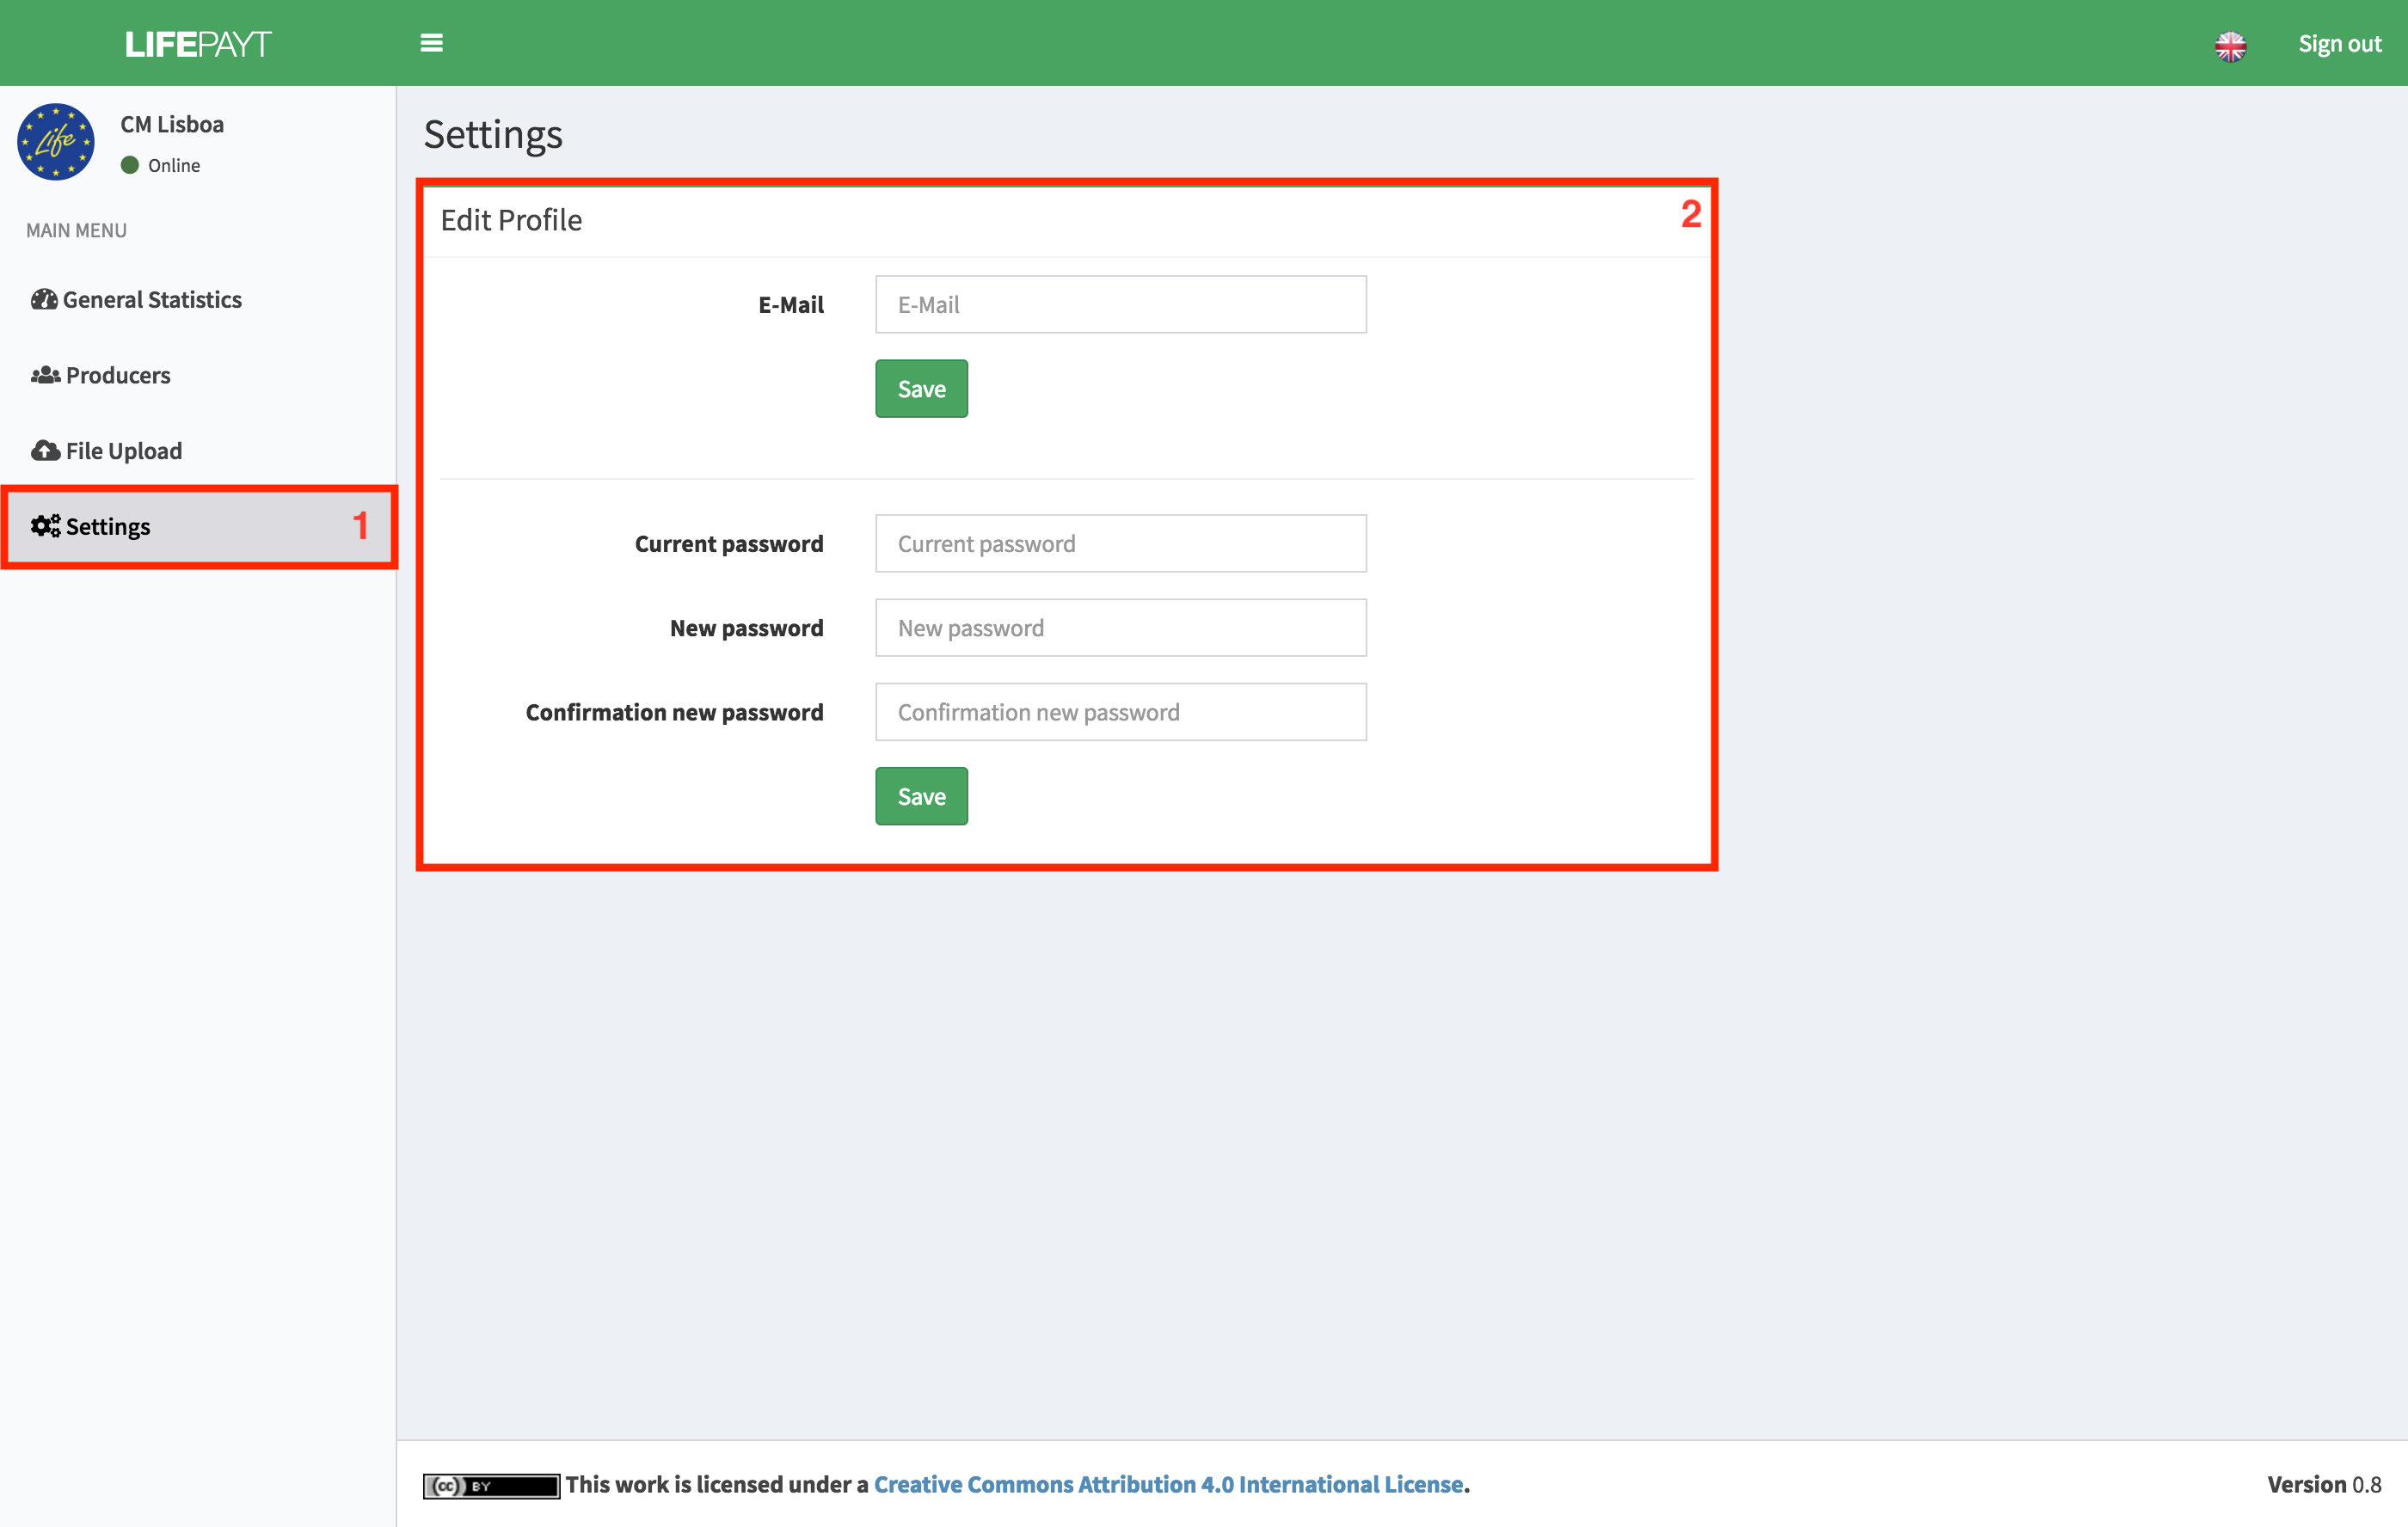 LIFEPAYT
Sign out
Life
CM Lisboa
Online
MAIN MENU
General Statistics
Producers
File Upload
Settings 1
Settings
Edit Profile 2
E-Mail E-Mail
Save
Current password Current password
New password New password
Confirmation new password Confirmation new password
Save
cc BY This work is licensed under a Creative Commons Attribution 4.0 International License.
Version 0.8